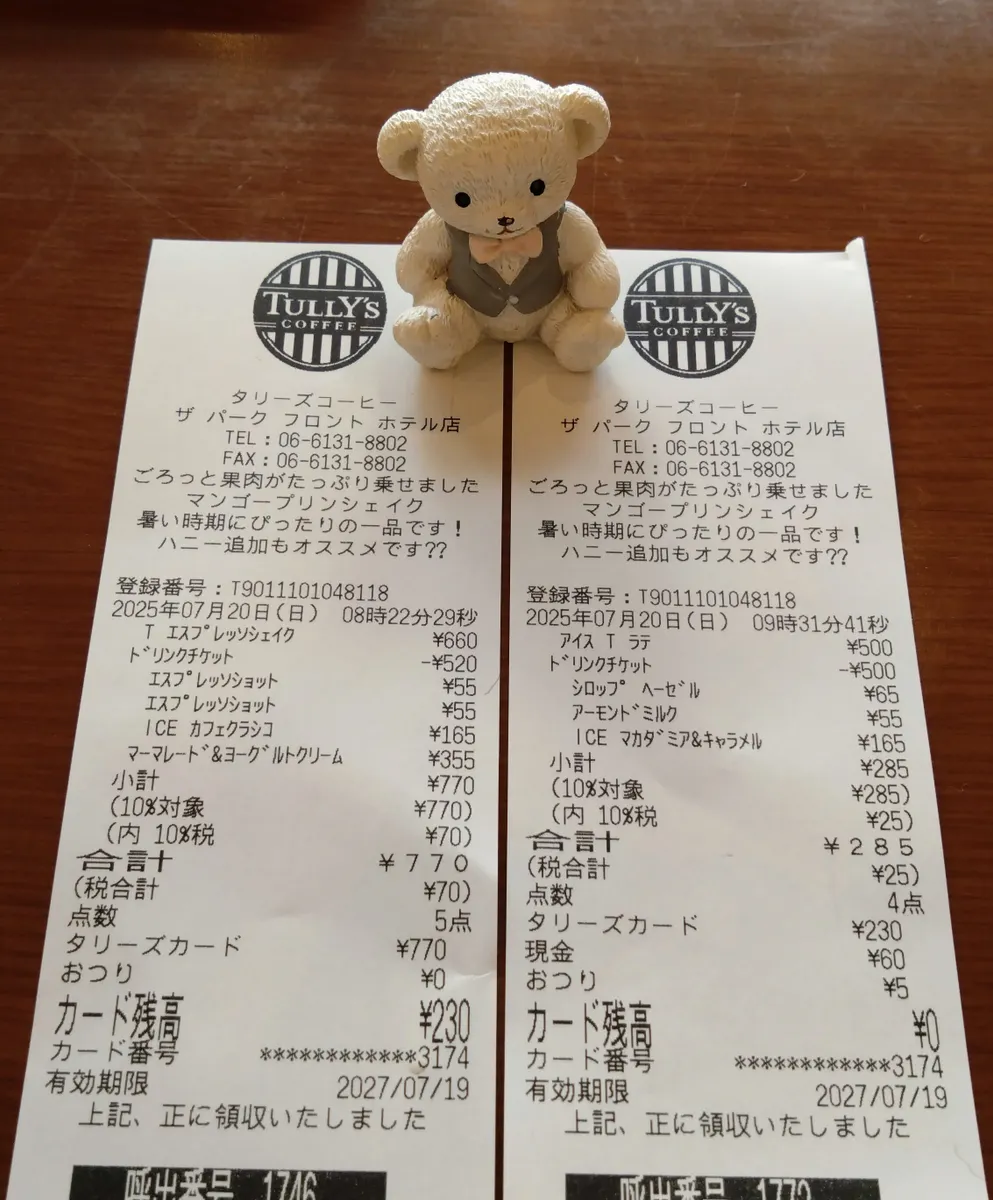 TULLY'S
COFFEE
タリーズコーヒー
ザ パーク フロント ホテル店
TEL：06-6131-8802
FAX：06-6131-8802
ごろっと果肉がたっぷり乗せました
マンゴープリンシェイク
暑い時期にぴったりの一品です！
ハニー追加もオススメです??
登録番号：T9011101048118
2025年07月20日(日) 08時22分29秒
T ｴｽﾌﾟﾚｯｿｼｪｲｸ ¥660
ﾄﾞﾘﾝｸﾁｹｯﾄ -¥520
ｴｽﾌﾟﾚｯｿｼｮｯﾄ ¥55
ｴｽﾌﾟﾚｯｿｼｮｯﾄ ¥55
ICE ｶﾌｪｸﾗｼｺ ¥165
ﾏｰﾏﾚｰﾄﾞ&ﾖｰｸﾞﾙﾄｸﾘｰﾑ ¥355
小計 ¥770
(10%対象 ¥770)
(内 10%税 ¥70)
合計 ¥770
(税合計 ¥70)
点数 5点
タリーズカード ¥770
おつり ¥0
カード残高 ¥230
カード番号 ************3174
有効期限 2027/07/19
上記、正に領収いたしました
呼出番号 1746
TULLY'S
COFFEE
タリーズコーヒー
ザ パーク フロント ホテル店
TEL：06-6131-8802
FAX：06-6131-8802
ごろっと果肉がたっぷり乗せました
マンゴープリンシェイク
暑い時期にぴったりの一品です！
ハニー追加もオススメです??
登録番号：T9011101048118
2025年07月20日(日) 09時31分41秒
ｱｲｽ T ﾗﾃ ¥500
ﾄﾞﾘﾝｸﾁｹｯﾄ -¥500
ｼﾛｯﾌﾟ ﾍｰｾﾞﾙ ¥65
ｱｰﾓﾝﾄﾞﾐﾙｸ ¥55
ICE ﾏｶﾀﾞﾐｱ&ｷｬﾗﾒﾙ ¥165
小計 ¥285
(10%対象 ¥285)
(内 10%税 ¥25)
合計 ¥285
(税合計 ¥25)
点数 4点
タリーズカード ¥230
現金 ¥60
おつり ¥5
カード残高 ¥0
カード番号 ************3174
有効期限 2027/07/19
上記、正に領収いたしました
呼出番号 1772